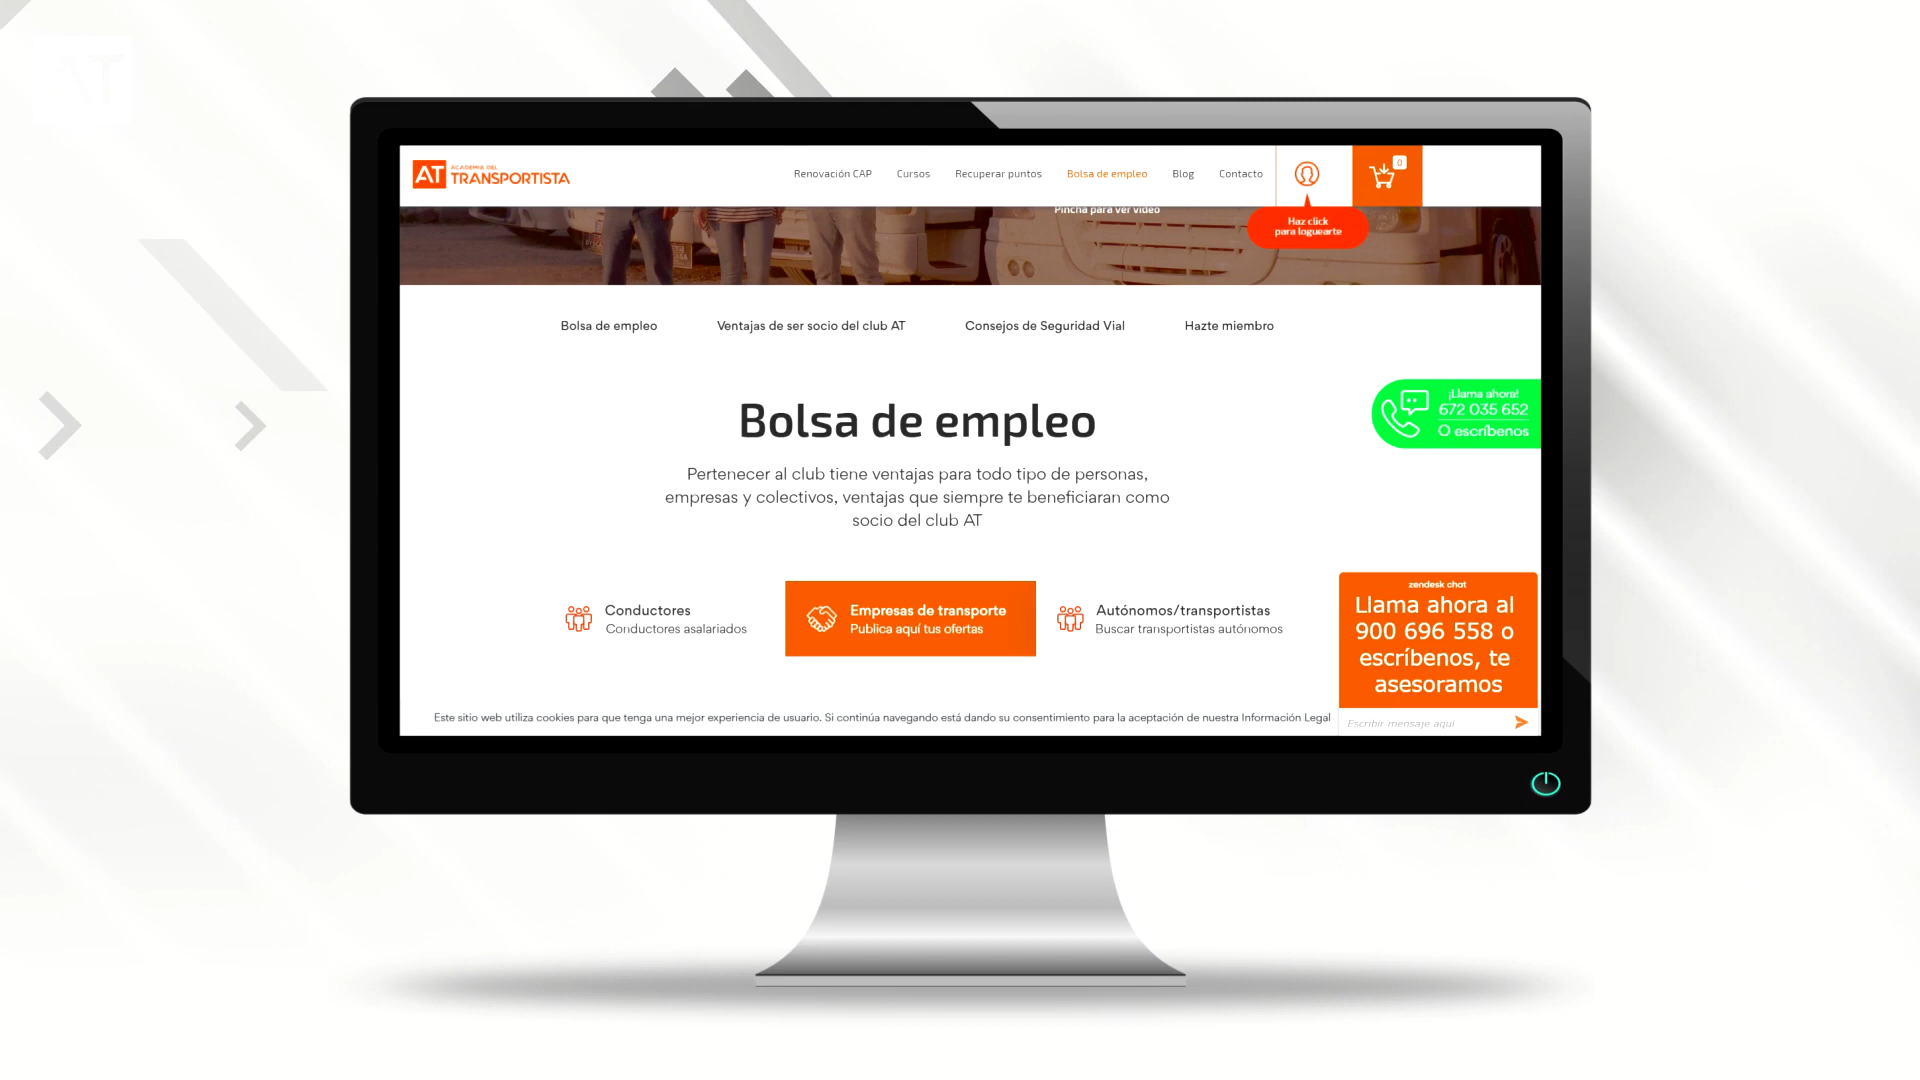 AT
AT ACADEMIA DEL
TRANSPORTISTA
Renovación CAP Cursos Recuperar puntos Bolsa de empleo Blog Contacto
0
Pincha para ver video
Haz click
para loguearte
Bolsa de empleo Ventajas de ser socio del club AT Consejos de Seguridad Vial Hazte miembro
Bolsa de empleo
Pertenecer al club tiene ventajas para todo tipo de personas,
empresas y colectivos, ventajas que siempre te beneficiaran como
socio del club AT
¡Llama ahora!
672 035 652
O escríbenos
Conductores
Conductores asalariados
Empresas de transporte
Publica aquí tus ofertas
Autónomos/transportistas
Buscar transportistas autónomos
zendesk chat
Llama ahora al
900 696 558 o
escríbenos, te
asesoramos
Escribir mensaje aquí
Este sitio web utiliza cookies para que tenga una mejor experiencia de usuario. Si continúa navegando está dando su consentimiento para la aceptación de nuestra Información Legal